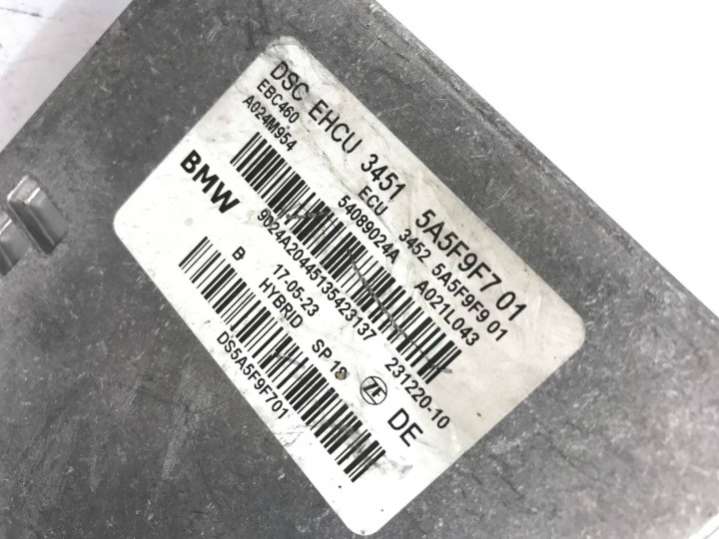 DSC EHCU 3451 5A5F9F7 01
EBC460 ECU 3452 5A5F9F9 01
A024M954 54089024A A021L043
BMW
9024A20445135423137 231220-10
B 17-05-23 SP 18 DE
HYBRID ZF
DS5A5F9F701